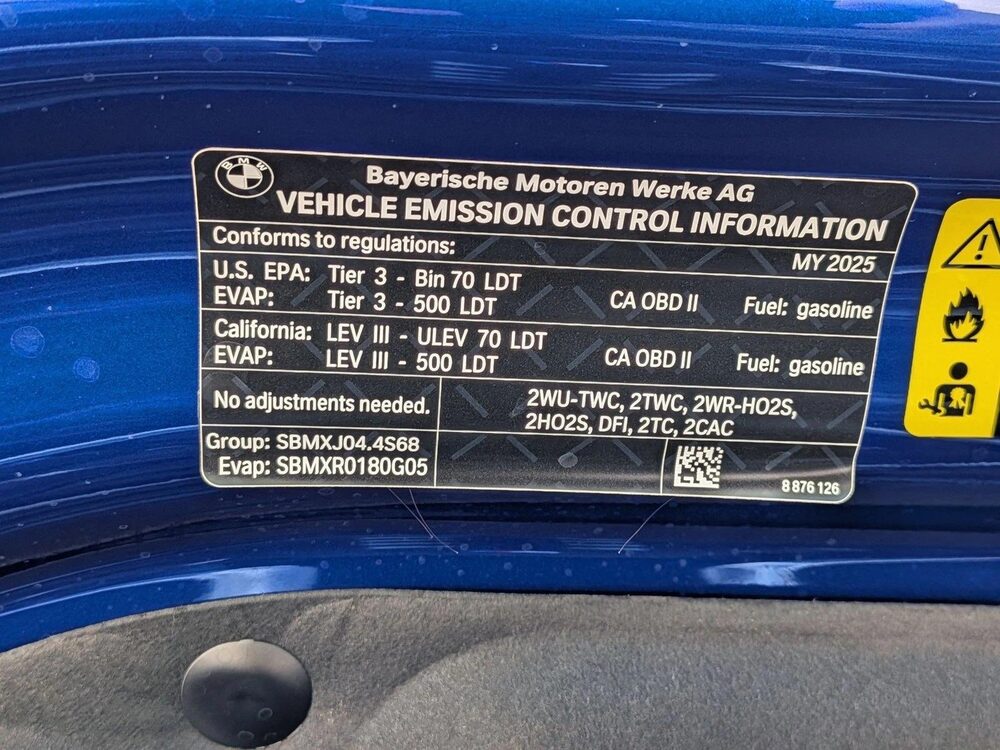 BMW
Bayerische Motoren Werke AG
VEHICLE EMISSION CONTROL INFORMATION
Conforms to regulations: MY 2025
U.S. EPA: Tier 3 - Bin 70 LDT
EVAP: Tier 3 - 500 LDT CA OBD II Fuel: gasoline
California: LEV III - ULEV 70 LDT
EVAP: LEV III - 500 LDT CA OBD II Fuel: gasoline
No adjustments needed.
2WU-TWC, 2TWC, 2WR-HO2S,
2HO2S, DFI, 2TC, 2CAC
Group: SBMXJ04.4S68
Evap: SBMXR0180G05
8 876 126